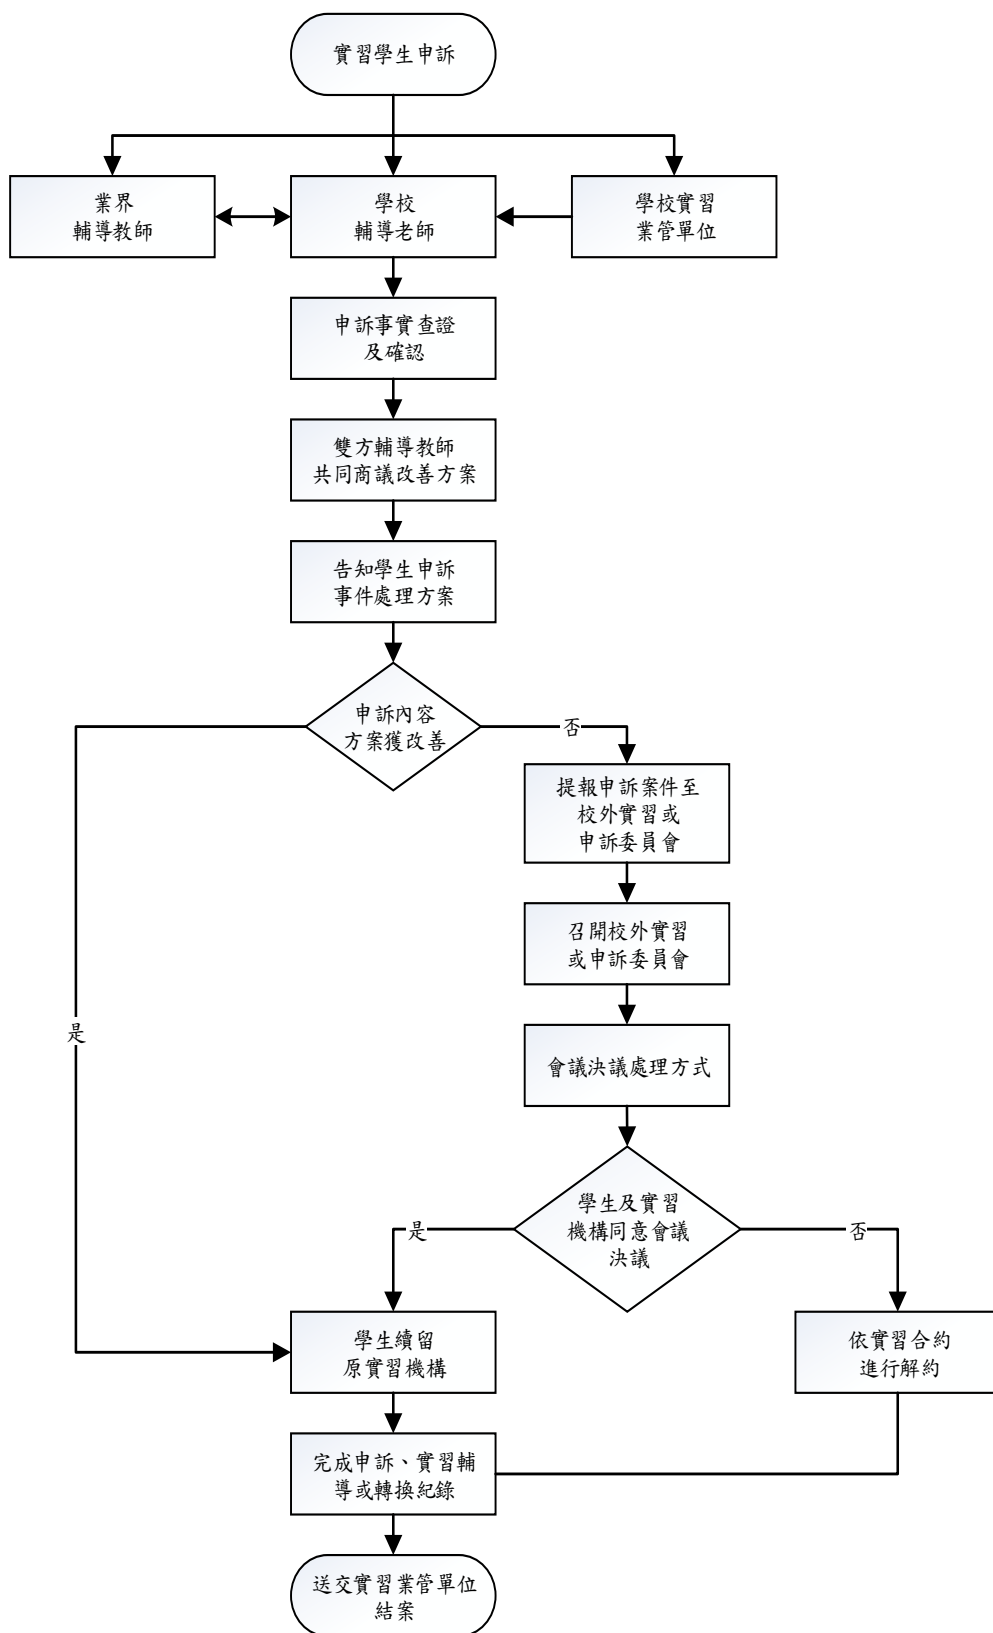 實習學生申訴
業界
輔導教師
學校
輔導老師
學校實習
業管單位
申訴事實查證
及確認
雙方輔導教師
共同商議改善方案
告知學生申訴
事件處理方案
申訴內容
方案獲改善
否
提報申訴案件至
校外實習或
申訴委員會
召開校外實習
或申訴委員會
是
會議決議處理方式
學生及實習
機構同意會議
決議
是
否
學生續留
原實習機構
依實習合約
進行解約
完成申訴、實習輔
導或轉換紀錄
送交實習業管單位
結案